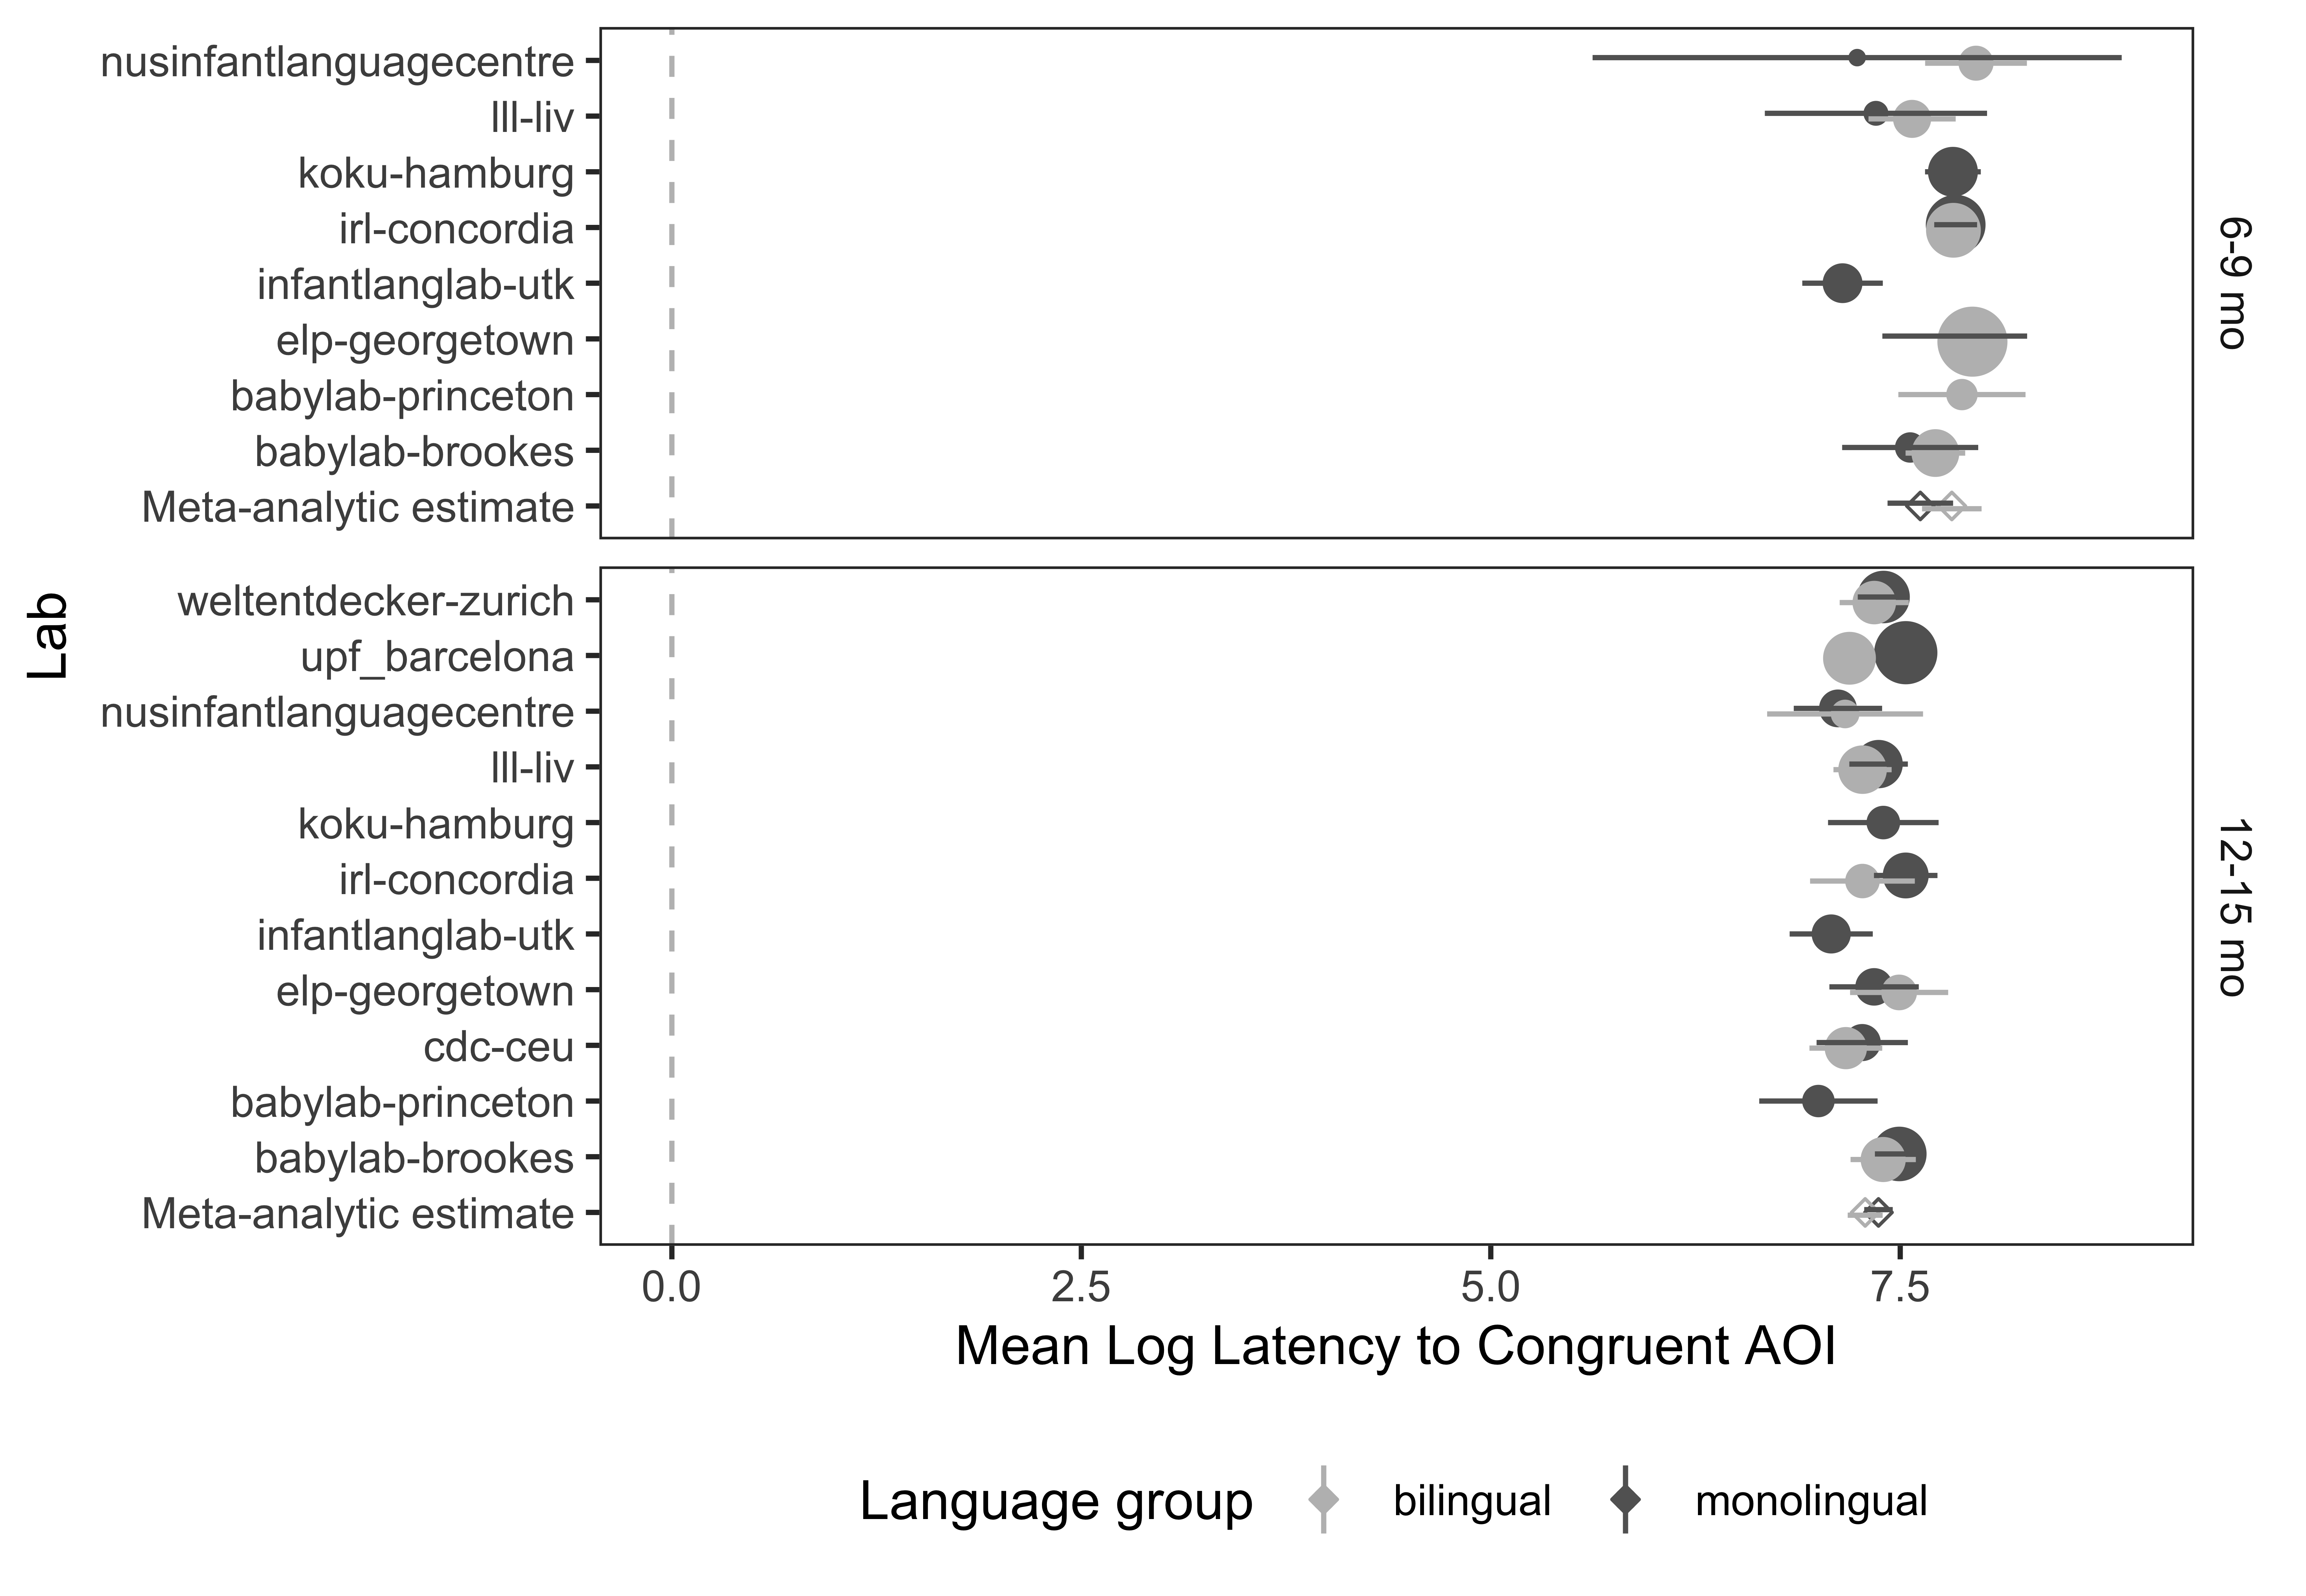 nusinfantlanguagecentre
lll-liv
koku-hamburg
irl-concordia
infantlanglab-utk
elp-georgetown
babylab-princeton
babylab-brookes
Meta-analytic estimate
6-9 mo
Lab
weltentdecker-zurich
upf_barcelona
nusinfantlanguagecentre
lll-liv
koku-hamburg
irl-concordia
infantlanglab-utk
elp-georgetown
cdc-ceu
babylab-princeton
babylab-brookes
Meta-analytic estimate
12-15 mo
0.0 2.5 5.0 7.5
Mean Log Latency to Congruent AOI
Language group bilingual monolingual